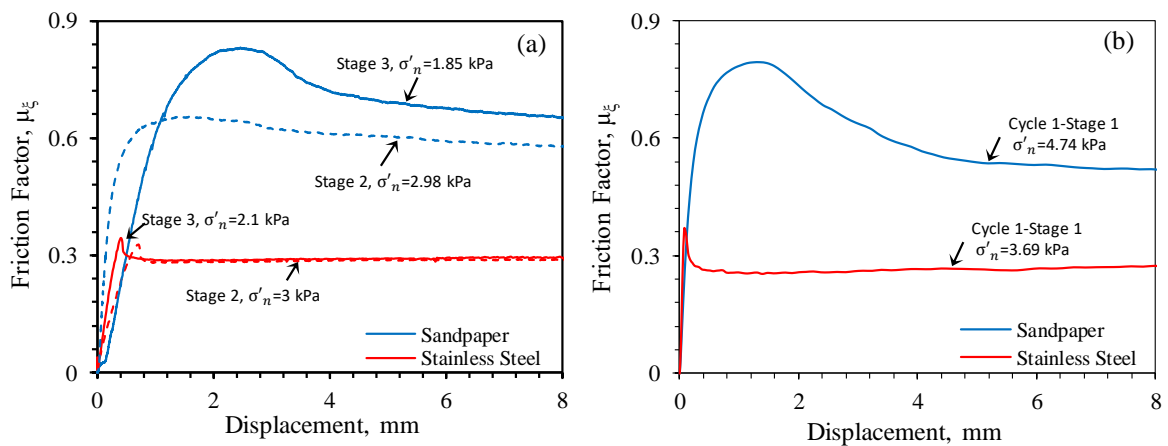 0.9
(a)
Stage 3, σ′n=1.85 kPa
0.6
Stage 2, σ′n=2.98 kPa
Stage 3, σ′n=2.1 kPa
0.3
Stage 2, σ′n=3 kPa
Sandpaper
Stainless Steel
0
0 2 4 6 8
Displacement, mm
Friction Factor, μξ
0.9
(b)
Cycle 1-Stage 1
σ′n=4.74 kPa
0.6
Cycle 1-Stage 1
σ′n=3.69 kPa
0.3
Sandpaper
Stainless Steel
0
0 2 4 6 8
Displacement, mm
Friction Factor, μξ